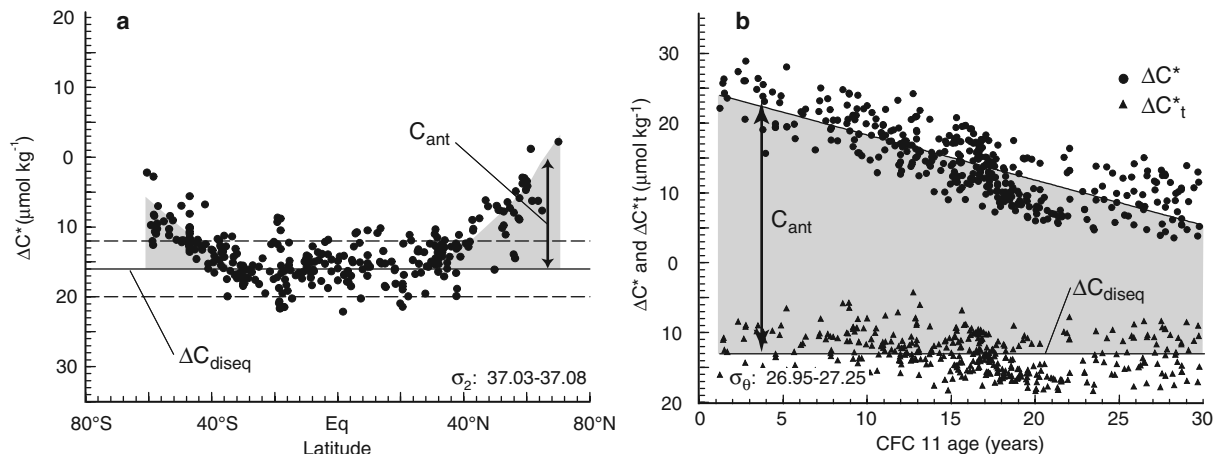 a
20
10
0
10
20
30
ΔC* (μmol kg⁻¹)
C_ant
ΔC_diseq
σ₂: 37.03-37.08
80°S 40°S Eq 40°N 80°N
Latitude
b
30
20
10
0
10
20
ΔC* and ΔC*t (μmol kg⁻¹)
ΔC*
ΔC*_t
C_ant
ΔC_diseq
σ_θ: 26.95-27.25
0 5 10 15 20 25 30
CFC 11 age (years)